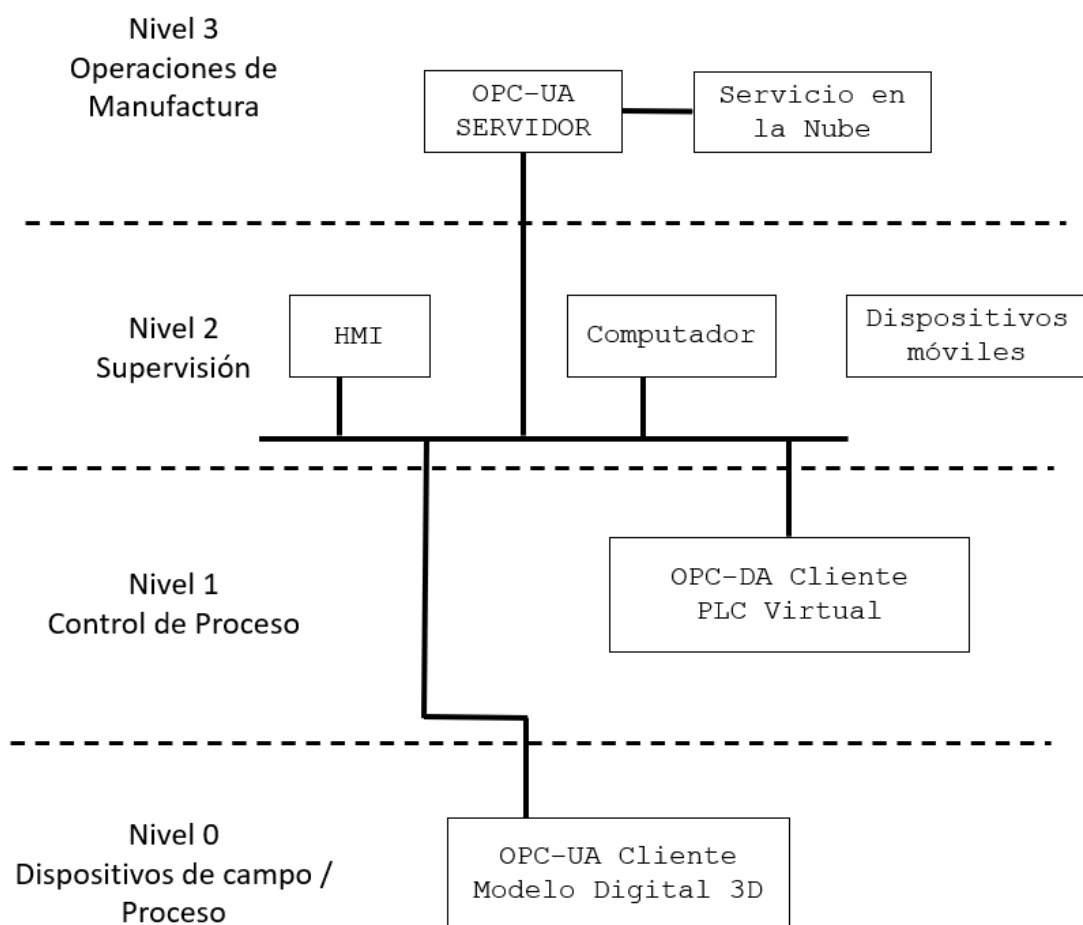 Nivel 3
Operaciones de
Manufactura
OPC-UA
SERVIDOR
Servicio en
la Nube
Nivel 2
Supervisión
HMI
Computador
Dispositivos
móviles
Nivel 1
Control de Proceso
OPC-DA Cliente
PLC Virtual
Nivel 0
Dispositivos de campo /
Proceso
OPC-UA Cliente
Modelo Digital 3D